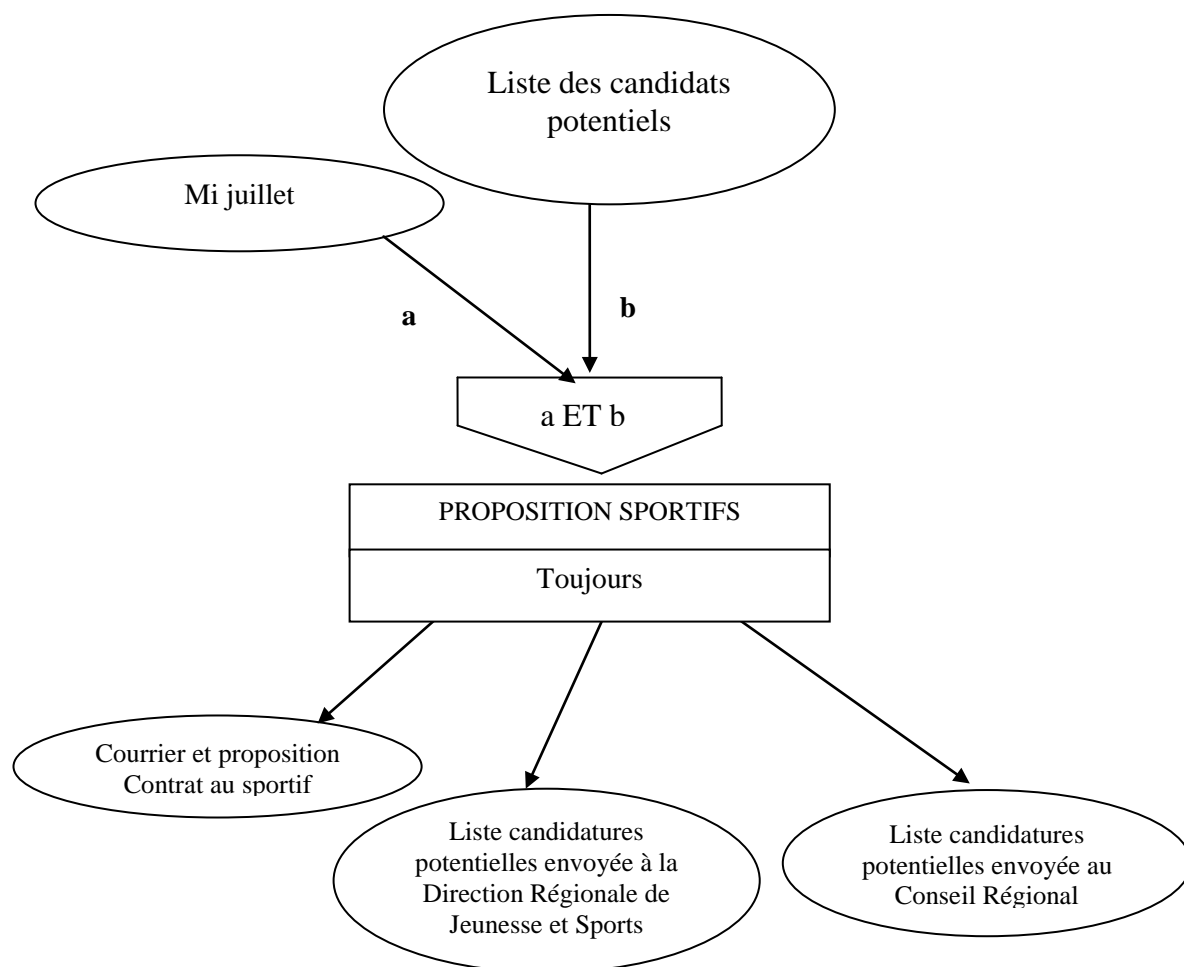 Liste des candidats
potentiels
Mi juillet
a
b
a ET b
PROPOSITION SPORTIFS
Toujours
Courrier et proposition
Contrat au sportif
Liste candidatures
potentielles envoyée à la
Direction Régionale de
Jeunesse et Sports
Liste candidatures
potentielles envoyée au
Conseil Régional